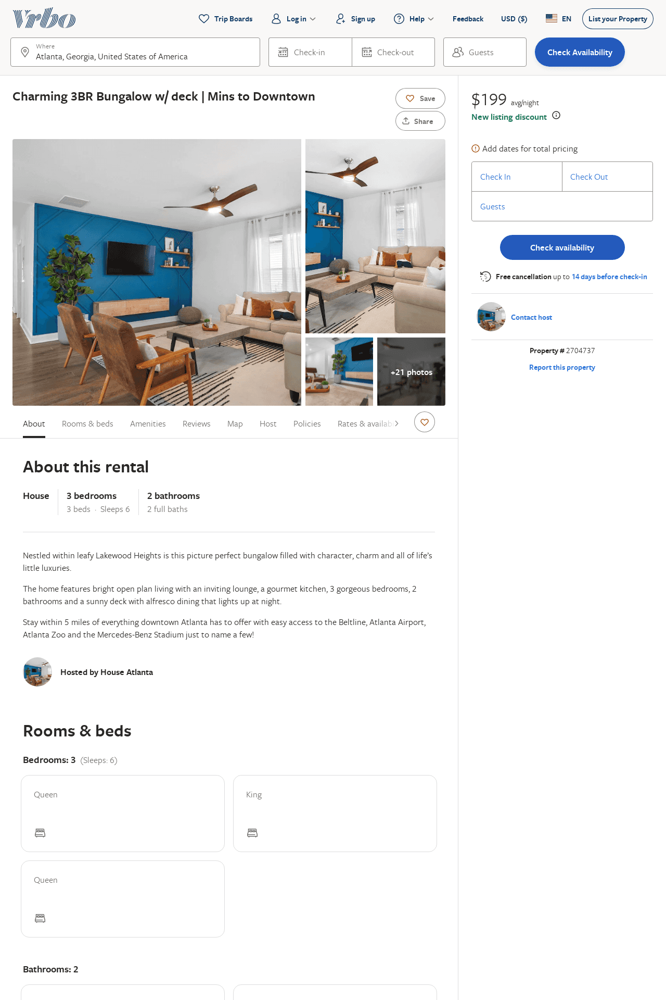 Vrbo
Trip Boards
Log in
Sign up
Help
Feedback
USD ($)
EN
List your Property
Where
Atlanta, Georgia, United States of America
Check-in
Check-out
Guests
Check Availability
Charming 3BR Bungalow w/ deck | Mins to Downtown
Save
Share
$199 avg/night
New listing discount
Add dates for total pricing
Check In
Check Out
Guests
Check availability
Free cancellation up to 14 days before check-in
Contact host
Property # 2704737
Report this property
+21 photos
About
Rooms & beds
Amenities
Reviews
Map
Host
Policies
Rates & availab
About this rental
House
3 bedrooms
3 beds · Sleeps 6
2 bathrooms
2 full baths
Nestled within leafy Lakewood Heights is this picture perfect bungalow filled with character, charm and all of life’s
little luxuries.
The home features bright open plan living with an inviting lounge, a gourmet kitchen, 3 gorgeous bedrooms, 2
bathrooms and a sunny deck with alfresco dining that lights up at night.
Stay within 5 miles of everything downtown Atlanta has to offer with easy access to the Beltline, Atlanta Airport,
Atlanta Zoo and the Mercedes-Benz Stadium just to name a few!
Hosted by House Atlanta
Rooms & beds
Bedrooms: 3 (Sleeps: 6)
Queen
King
Queen
Bathrooms: 2